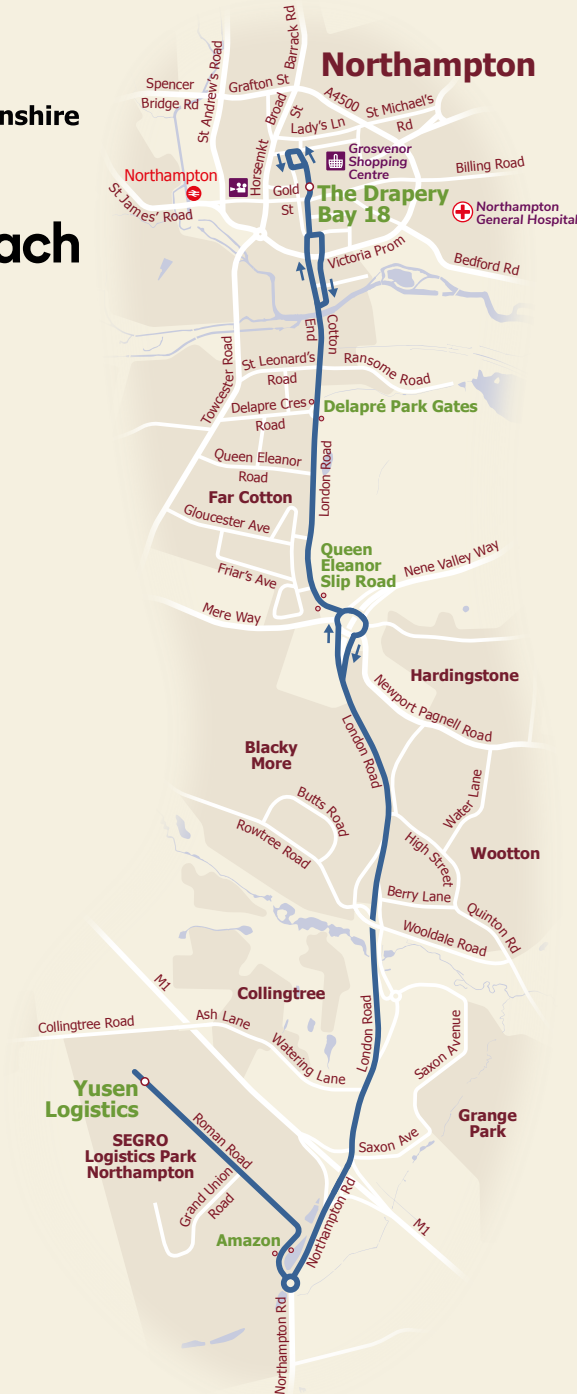 nshire
ach
Northampton
Barrack Rd
St Andrew's Road
Spencer
Bridge Rd
Grafton St
Broad
St
A4500
St Michael's
Rd
Lady's Ln
Horsemkt
Grosvenor
Shopping
Centre
Billing Road
Northampton
St James' Road
Gold
St
The Drapery
Bay 18
Northampton
General Hospital
Victoria Prom
Bedford Rd
Cotton
End
Towcester Road
St Leonard's
Road
Ransome Road
Delapre Cres
Road
Delapré Park Gates
Queen Eleanor
Road
London Road
Far Cotton
Gloucester Ave
Friar's Ave
Queen
Eleanor
Slip Road
Nene Valley Way
Mere Way
Hardingstone
Newport Pagnell Road
London Road
Blacky
More
Butts Road
Rowtree Road
Water Lane
High Street
Wootton
Berry Lane
Quinton Rd
Wooldale Road
M1
Collingtree
Collingtree Road
Ash Lane
Watering Lane
London Road
Saxon Avenue
Yusen
Logistics
Roman Road
SEGRO
Logistics Park
Northampton
Grand Union
Road
Grange
Park
Saxon Ave
Northampton Rd
M1
Amazon
Northampton Rd